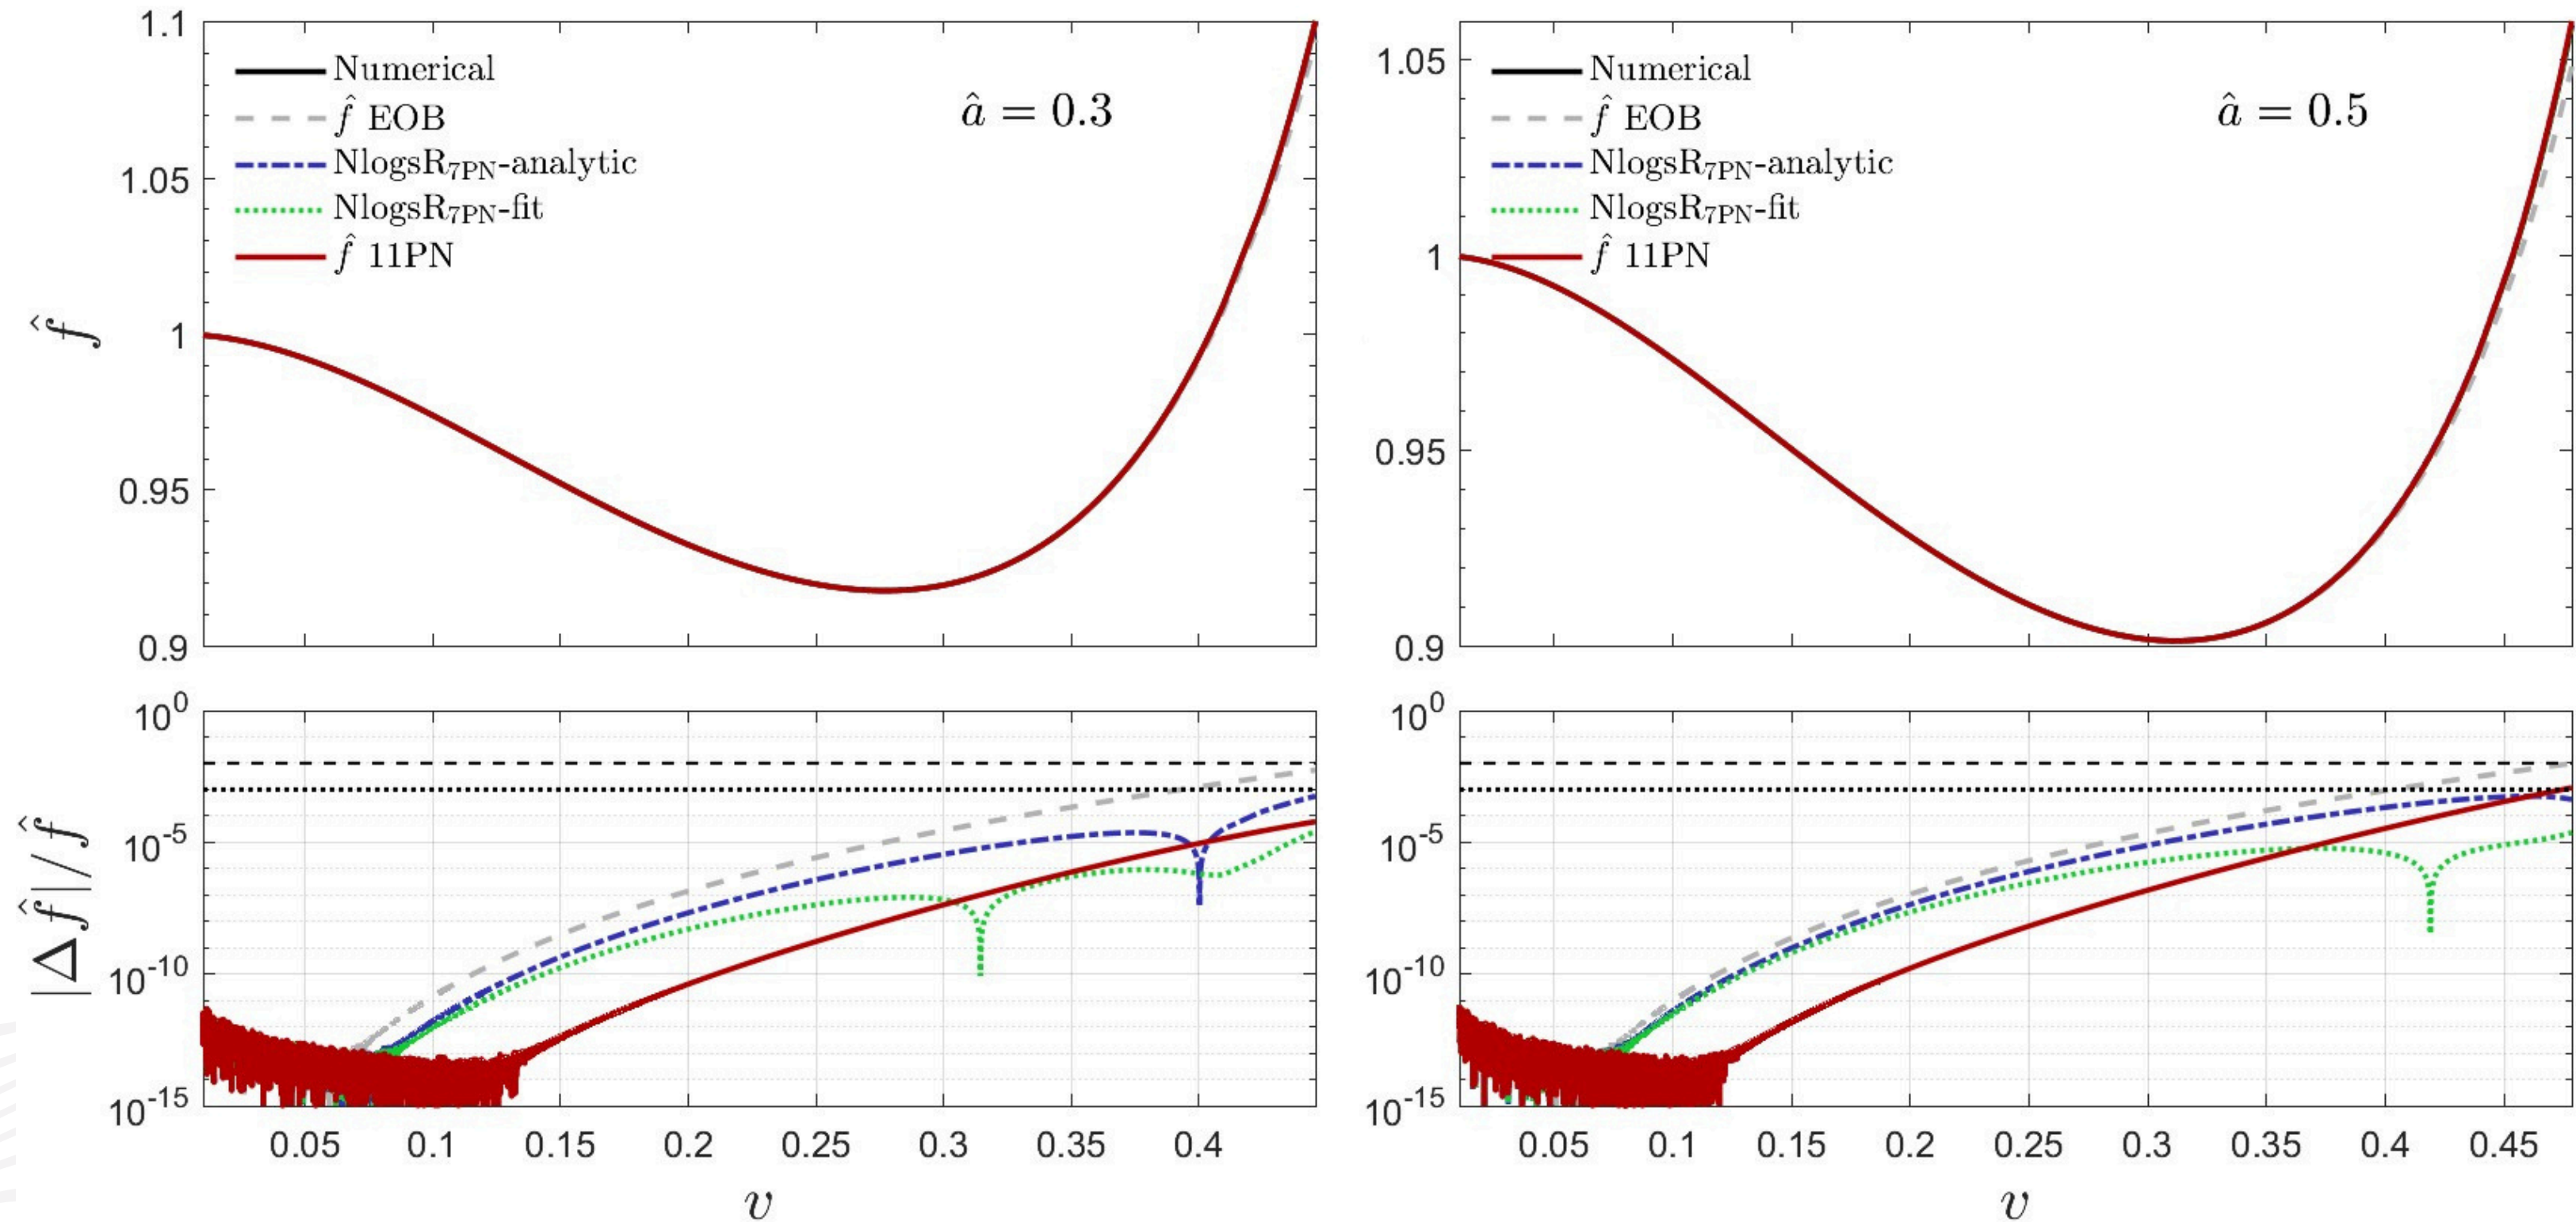 1.1
1.05
1
0.95
0.9
f̂
Numerical
f̂ EOB
NlogsR₇PN-analytic
NlogsR₇PN-fit
f̂ 11PN
â = 0.3
1.05
1
0.95
0.9
Numerical
f̂ EOB
NlogsR₇PN-analytic
NlogsR₇PN-fit
f̂ 11PN
â = 0.5
10⁰
10⁻⁵
10⁻¹⁰
10⁻¹⁵
|Δf̂|/f̂
0.05 0.1 0.15 0.2 0.25 0.3 0.35 0.4
v
10⁰
10⁻⁵
10⁻¹⁰
10⁻¹⁵
0.05 0.1 0.15 0.2 0.25 0.3 0.35 0.4 0.45
v